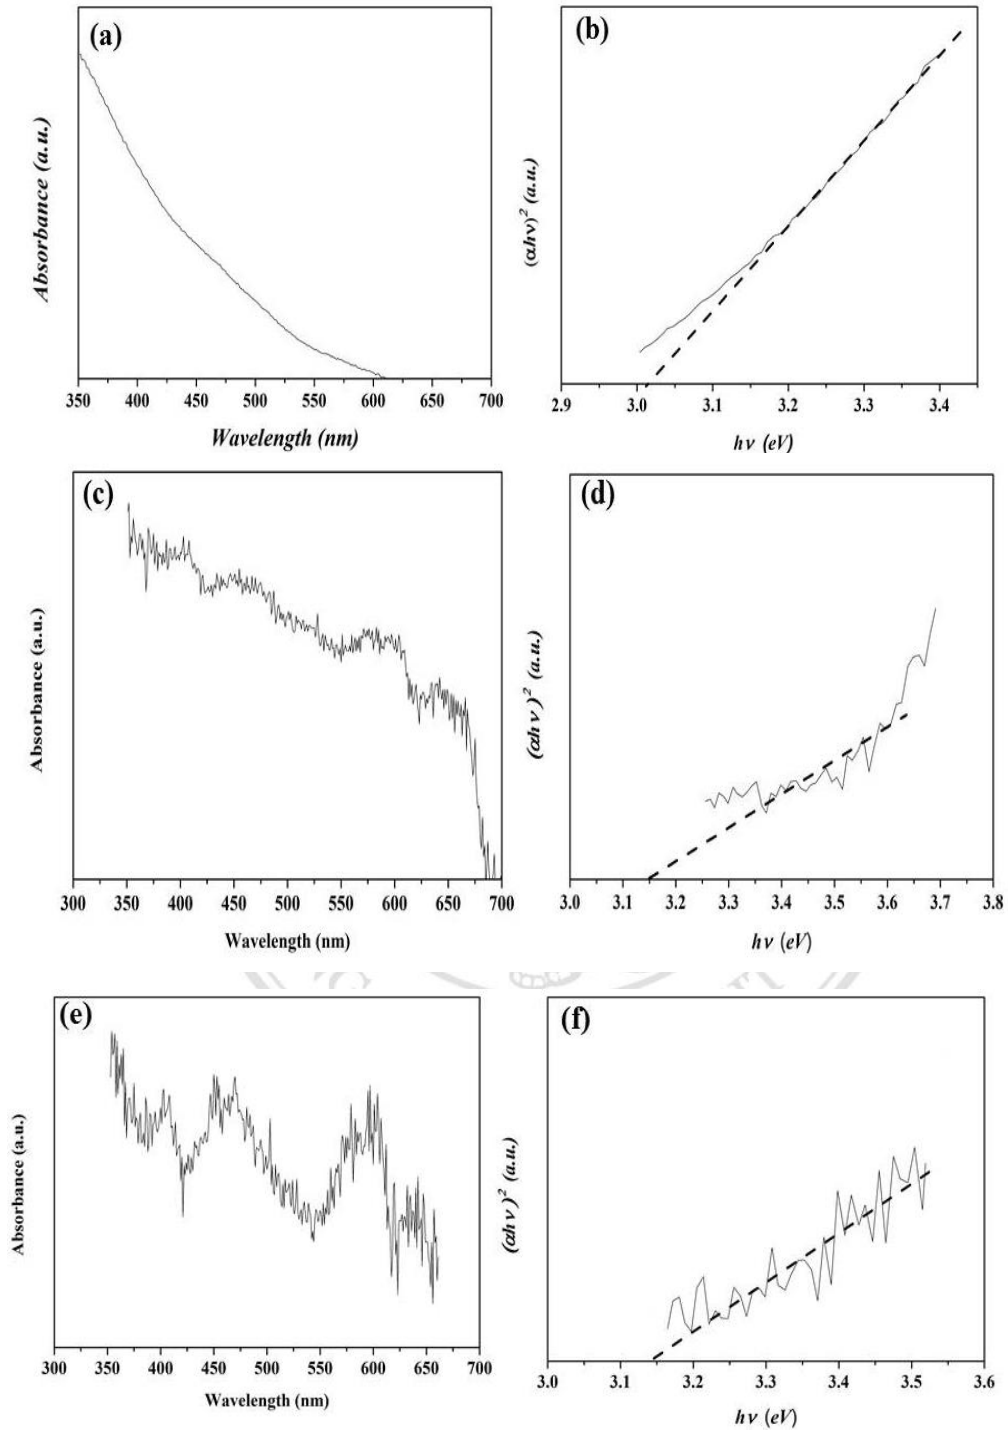 (a)
Absorbance (a.u.)
350 400 450 500 550 600 650 700
Wavelength (nm)
(b)
(αhν)² (a.u.)
2.9 3.0 3.1 3.2 3.3 3.4
hν (eV)
(c)
Absorbance (a.u.)
300 350 400 450 500 550 600 650 700
Wavelength (nm)
(d)
(αhν)² (a.u.)
3.0 3.1 3.2 3.3 3.4 3.5 3.6 3.7 3.8
hν (eV)
(e)
Absorbance (a.u.)
300 350 400 450 500 550 600 650 700
Wavelength (nm)
(f)
(αhν)² (a.u.)
3.0 3.1 3.2 3.3 3.4 3.5 3.6
hν (eV)